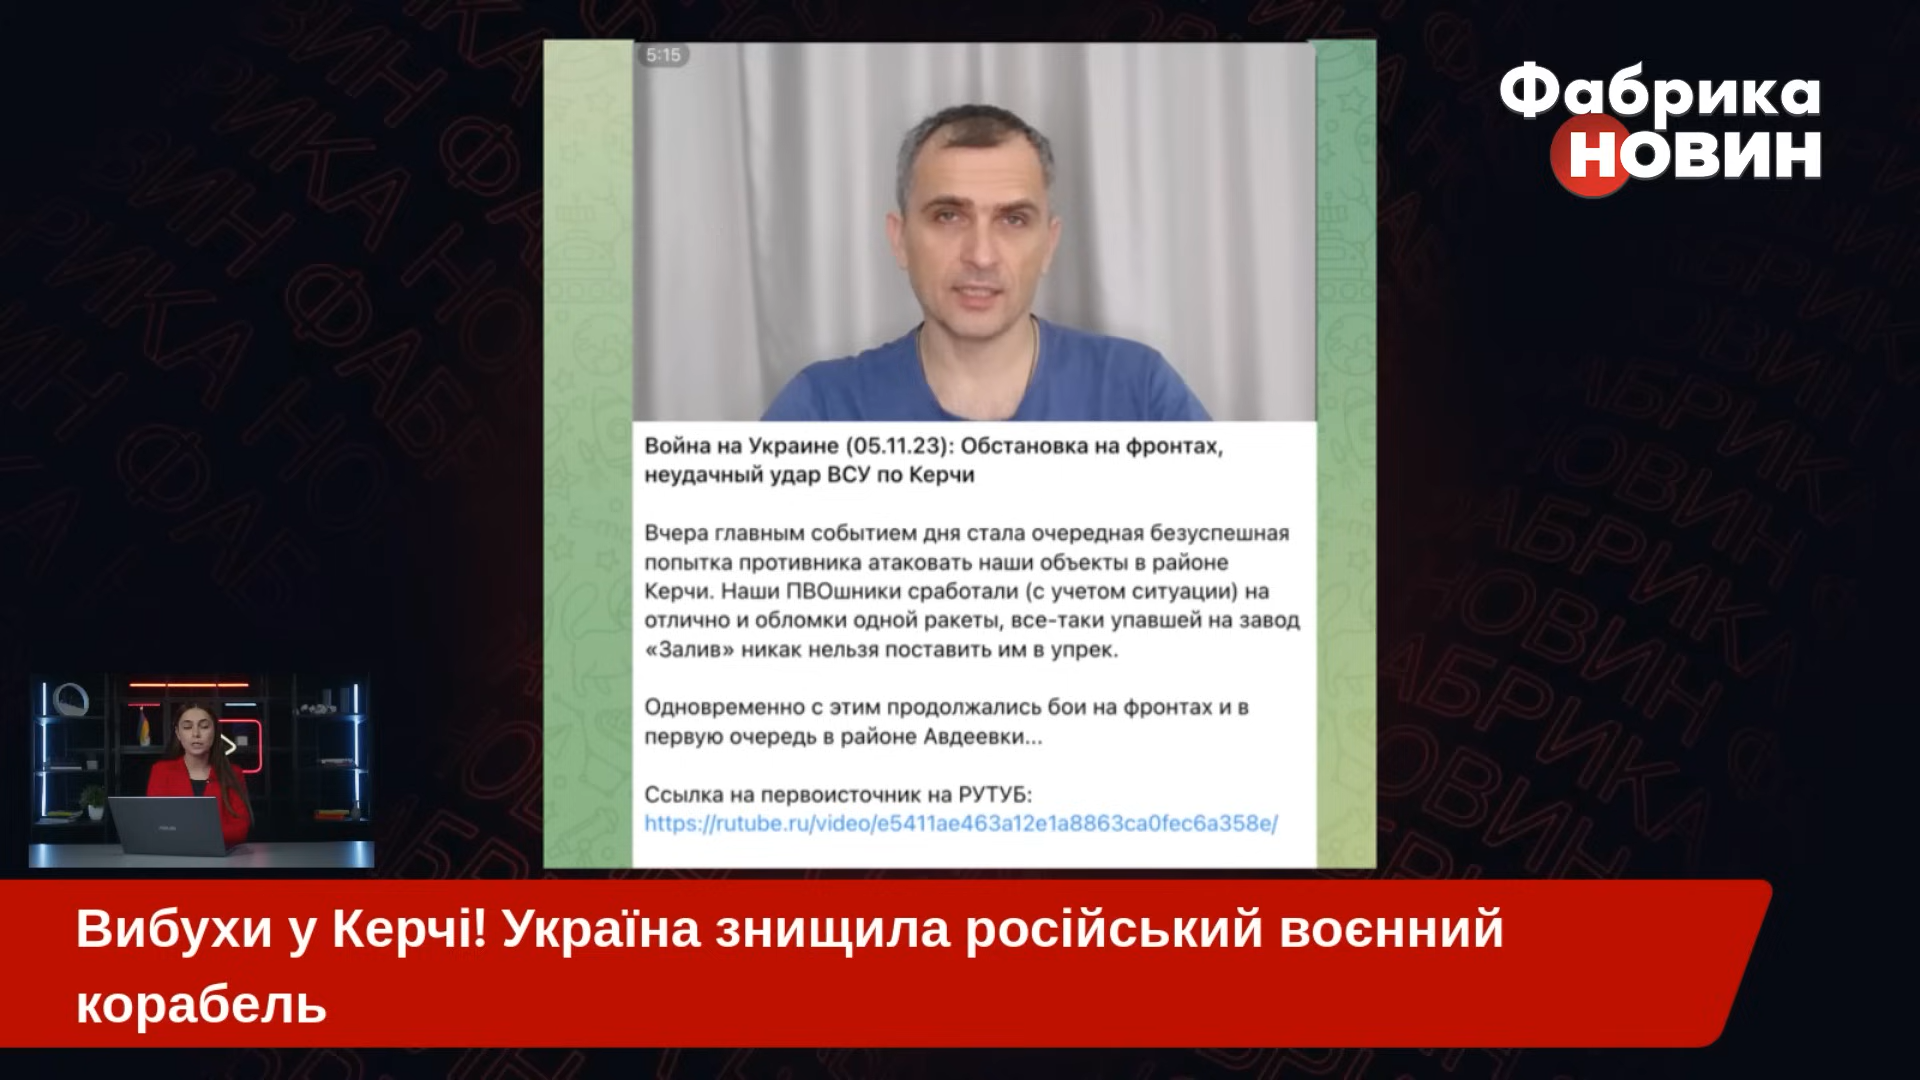 Фабрика
новин
5:15
Война на Украине (05.11.23): Обстановка на фронтах,
неудачный удар ВСУ по Керчи
Вчера главным событием дня стала очередная безуспешная
попытка противника атаковать наши объекты в районе
Керчи. Наши ПВОшники сработали (с учетом ситуации) на
отлично и обломки одной ракеты, все-таки упавшей на завод
«Залив» никак нельзя поставить им в упрек.
Одновременно с этим продолжались бои на фронтах и в
первую очередь в районе Авдеевки...
Ссылка на первоисточник на РУТУБ:
https://rutube.ru/video/e5411ae463a12e1a8863ca0fec6a358e/
Вибухи у Керчі! Україна знищила російський воєнний
корабель